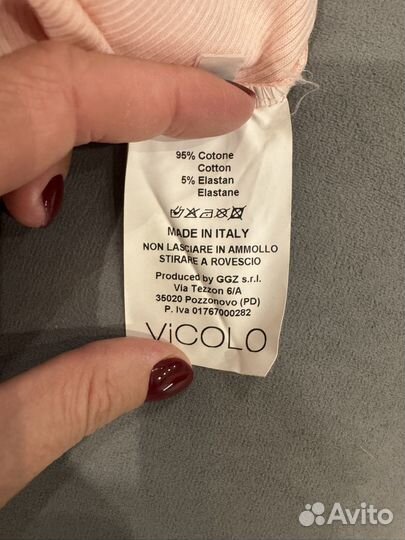 95% Cotone
Cotton
5% Elastan
Elastane
MADE IN ITALY
NON LASCIARE IN AMMOLLO
STIRARE A ROVESCIO
Produced by GGZ s.r.l.
Via Tezzon 6/A
35020 Pozzonovo (PD)
P. Iva 01767000282
ViCOLO
Avito